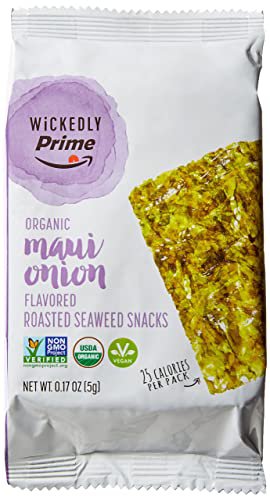 WiCKEDLY
Prime
ORGANIC
maui
onion
FLAVORED
ROASTED SEAWEED SNACKS
NON
GMO
Project
VERIFIED
nongmoproject.org
USDA
ORGANIC
VEGAN
25 CALORIES
PER PACK
NET WT. 0.17 OZ (5g)